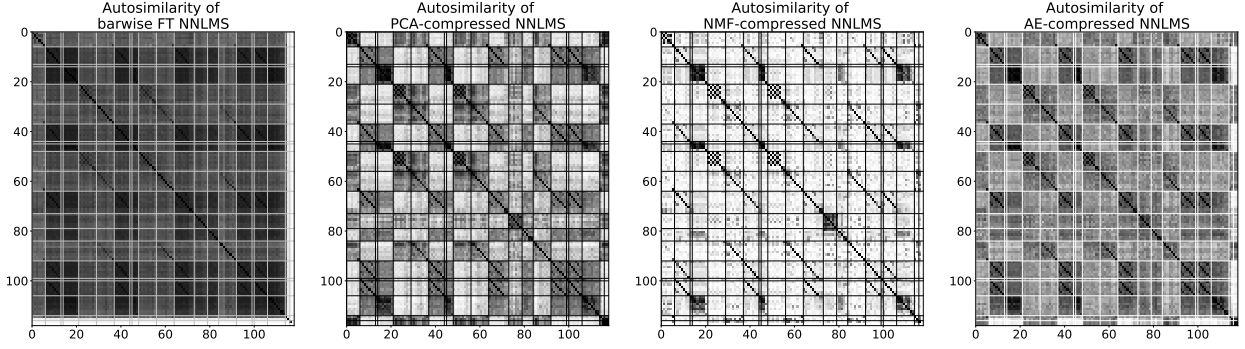 Autosimilarity of
barwise FT NNLMS
Autosimilarity of
PCA-compressed NNLMS
Autosimilarity of
NMF-compressed NNLMS
Autosimilarity of
AE-compressed NNLMS
0
20
40
60
80
100
0 20 40 60 80 100
0
20
40
60
80
100
0 20 40 60 80 100
0
20
40
60
80
100
0 20 40 60 80 100
0
20
40
60
80
100
0 20 40 60 80 100